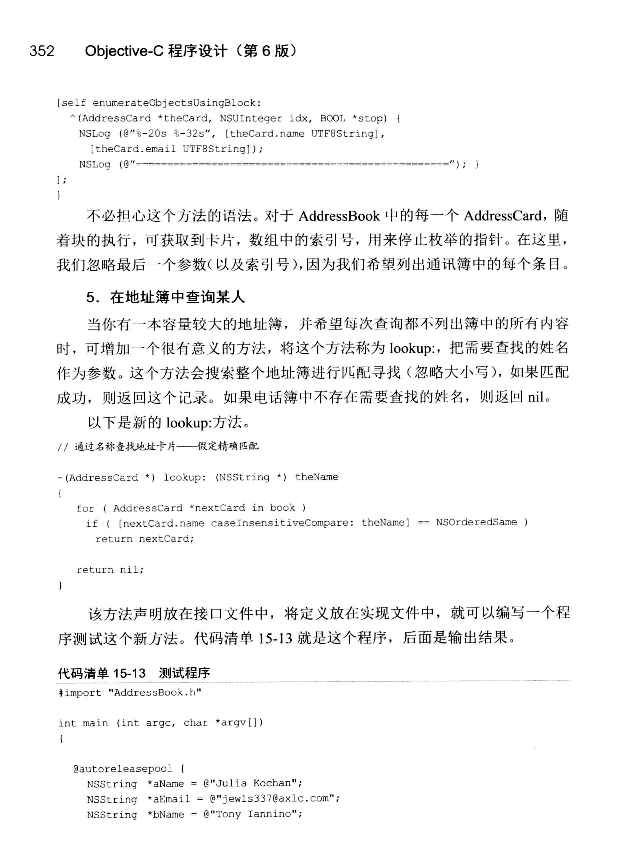 352 Objective-C 程序设计（第 6 版）
[self enumerateObjectsUsingBlock:
^(AddressCard *theCard, NSUInteger idx, BOOL *stop) {
NSLog (@"%-20s %-32s", [theCard.name UTF8String],
[theCard.email UTF8String]);
NSLog (@"==================================================="); }
];
}
不必担心这个方法的语法。对于 AddressBook 中的每一个 AddressCard，随
着块的执行，可获取到卡片，数组中的索引号，用来停止枚举的指针。在这里，
我们忽略最后一个参数（以及索引号），因为我们希望列出通讯簿中的每个条目。
5．在地址簿中查询某人
当你有一本容量较大的地址簿，并希望每次查询都不列出簿中的所有内容
时，可增加一个很有意义的方法，将这个方法称为 lookup:，把需要查找的姓名
作为参数。这个方法会搜索整个地址簿进行匹配寻找（忽略大小写），如果匹配
成功，则返回这个记录。如果电话簿中不存在需要查找的姓名，则返回 nil。
以下是新的 lookup:方法。
// 通过名称查找地址卡片——假定精确匹配
-(AddressCard *) lookup: (NSString *) theName
{
for ( AddressCard *nextCard in book )
if ( [nextCard.name caseInsensitiveCompare: theName] == NSOrderedSame )
return nextCard;
return nil;
}
该方法声明放在接口文件中，将定义放在实现文件中，就可以编写一个程
序测试这个新方法。代码清单 15-13 就是这个程序，后面是输出结果。
代码清单 15-13 测试程序
#import "AddressBook.h"
int main (int argc, char *argv[])
{
@autoreleasepool {
NSString *aName = @"Julia Kochan";
NSString *aEmail = @"jewls337@axlc.com";
NSString *bName = @"Tony Iannino";